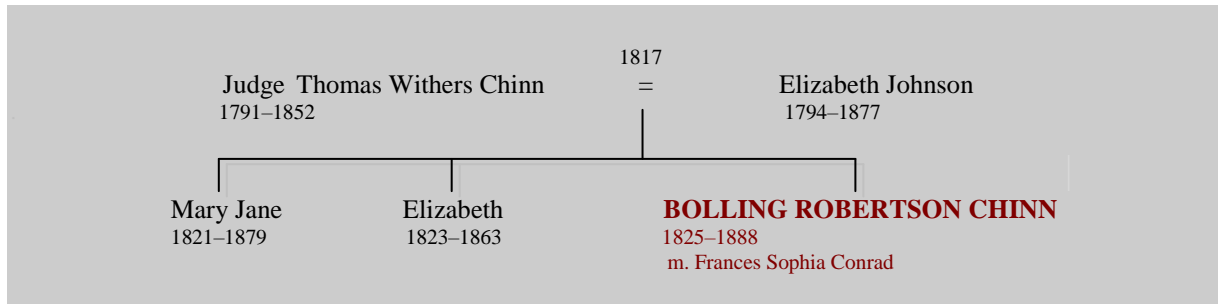 1817
Judge Thomas Withers Chinn = Elizabeth Johnson
1791–1852 1794–1877
Mary Jane Elizabeth BOLLING ROBERTSON CHINN
1821–1879 1823–1863 1825–1888
m. Frances Sophia Conrad